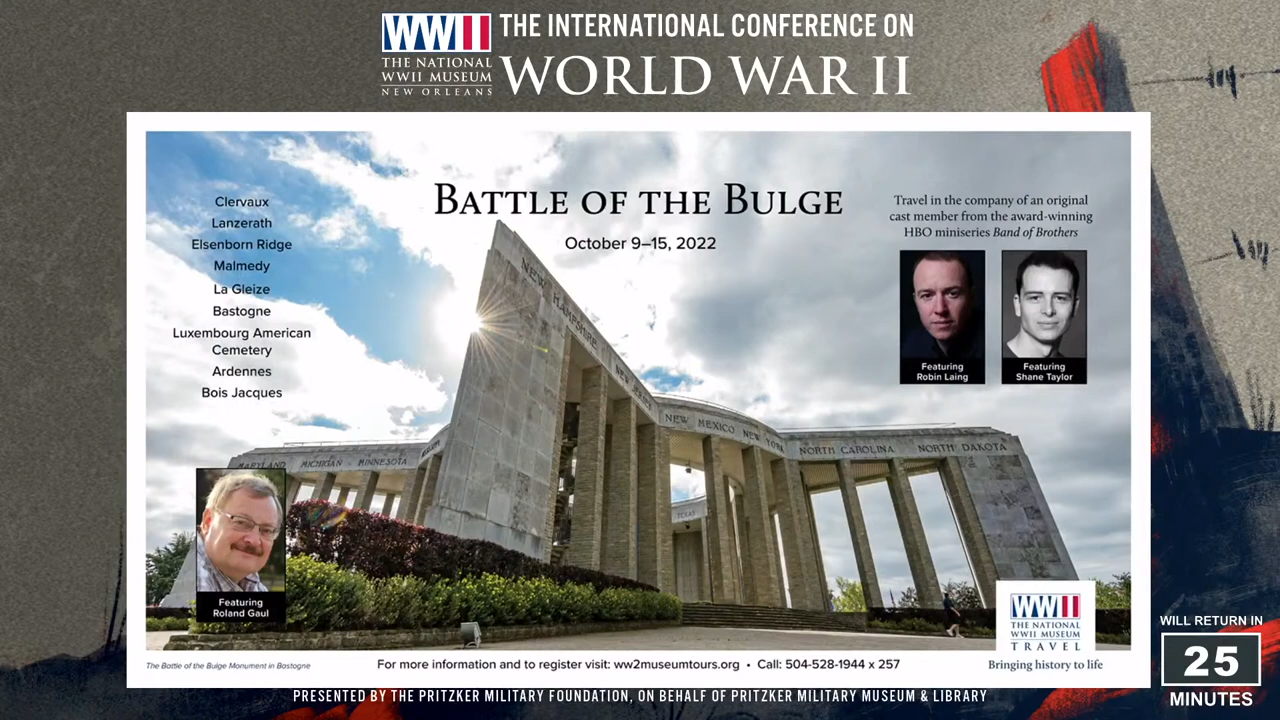 WWII
THE NATIONAL
WWII MUSEUM
NEW ORLEANS
THE INTERNATIONAL CONFERENCE ON
WORLD WAR II
Clervaux
Lanzerath
Elsenborn Ridge
Malmedy
La Gleize
Bastogne
Luxembourg American
Cemetery
Ardennes
Bois Jacques
BATTLE OF THE BULGE
October 9–15, 2022
Travel in the company of an original
cast member from the award-winning
HBO miniseries Band of Brothers
Featuring
Robin Laing
Featuring
Shane Taylor
NEW HAMPSHIRE
NEW JERSEY
NEW MEXICO NEW YORK
NORTH CAROLINA NORTH DAKOTA
MARYLAND MICHIGAN - MINNESOTA
TEXAS
Featuring
Roland Gaul
WWII
THE NATIONAL
WWII MUSEUM
TRAVEL
The Battle of the Bulge Monument in Bastogne
For more information and to register visit: ww2museumtours.org • Call: 504-528-1944 x 257
Bringing history to life
WILL RETURN IN
25
MINUTES
PRESENTED BY THE PRITZKER MILITARY FOUNDATION, ON BEHALF OF PRITZKER MILITARY MUSEUM & LIBRARY